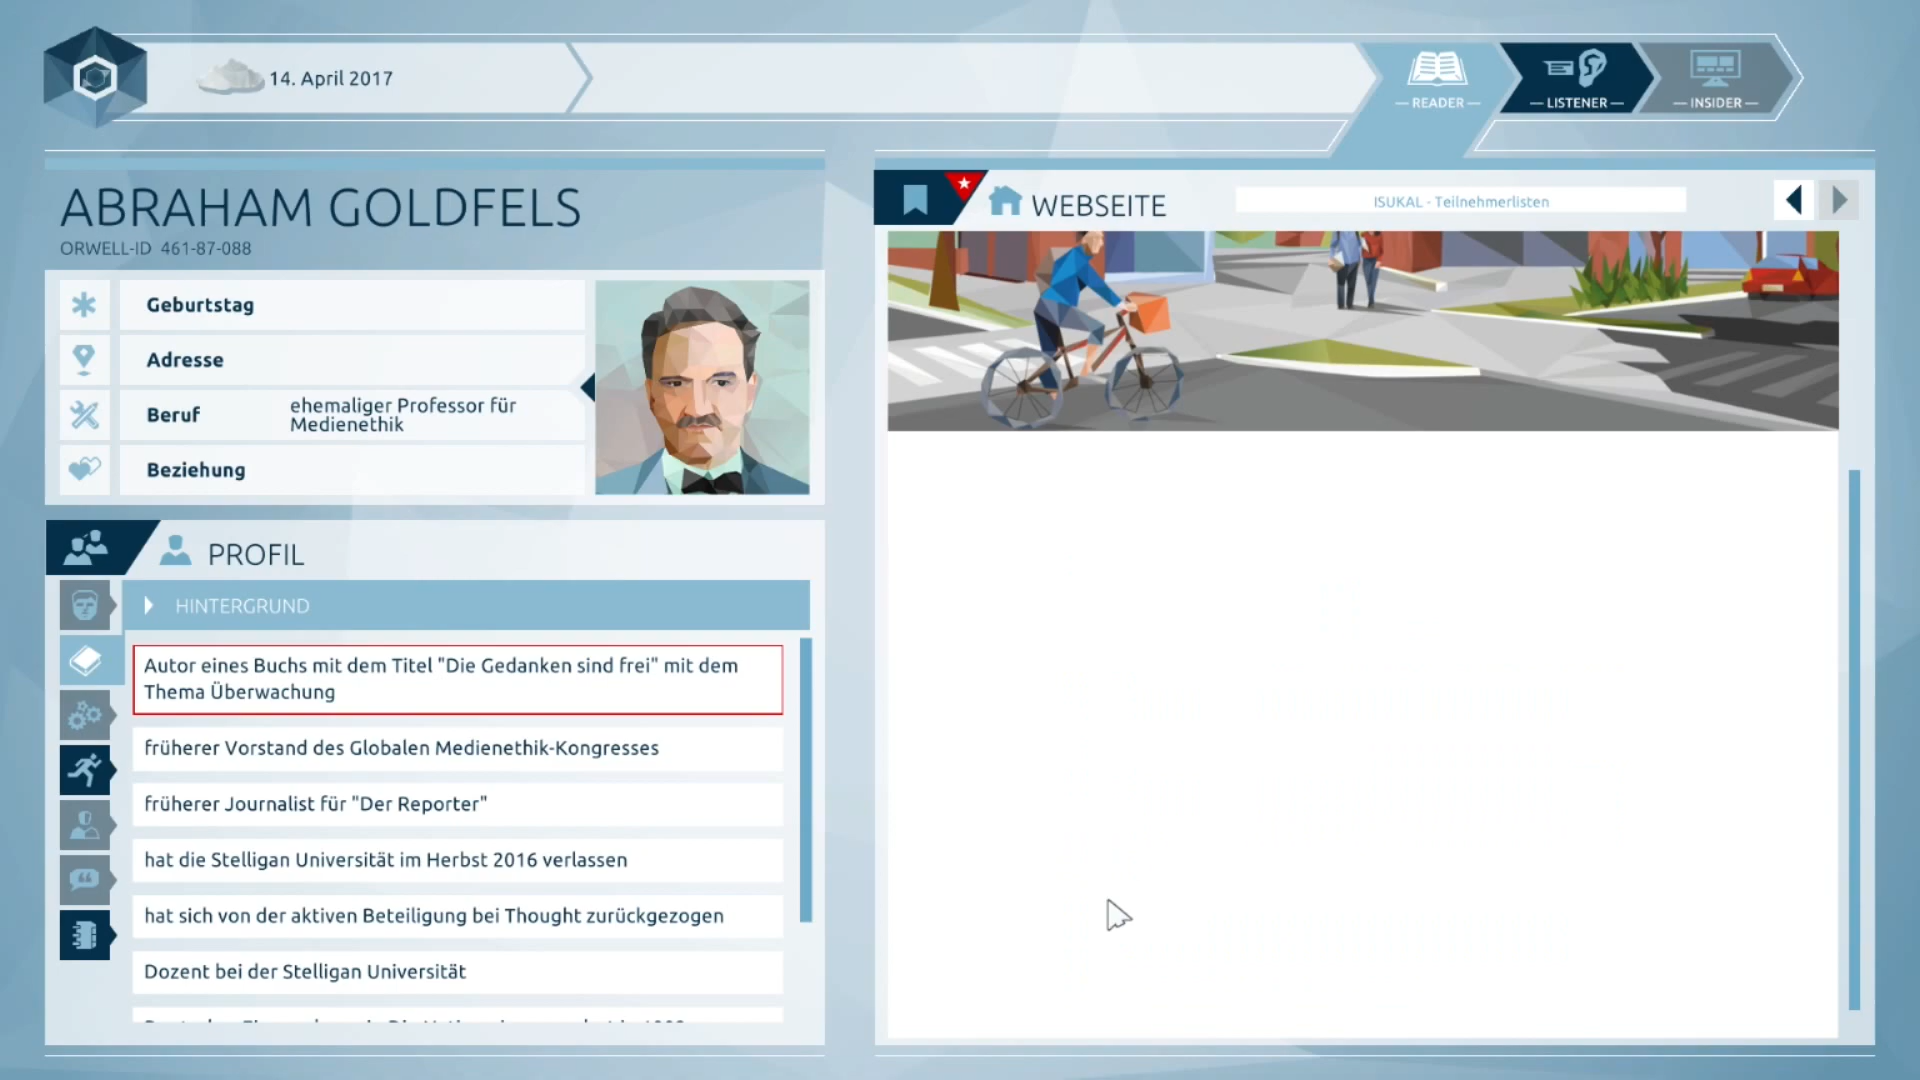 14. April 2017
— READER —
— LISTENER —
— INSIDER —
ABRAHAM GOLDFELS
ORWELL-ID 461-87-088
Geburtstag
Adresse
Beruf
ehemaliger Professor für
Medienethik
Beziehung
PROFIL
HINTERGRUND
Autor eines Buchs mit dem Titel "Die Gedanken sind frei" mit dem
Thema Überwachung
früherer Vorstand des Globalen Medienethik-Kongresses
früherer Journalist für "Der Reporter"
hat die Stelligan Universität im Herbst 2016 verlassen
hat sich von der aktiven Beteiligung bei Thought zurückgezogen
Dozent bei der Stelligan Universität
WEBSEITE
ISUKAL - Teilnehmerlisten